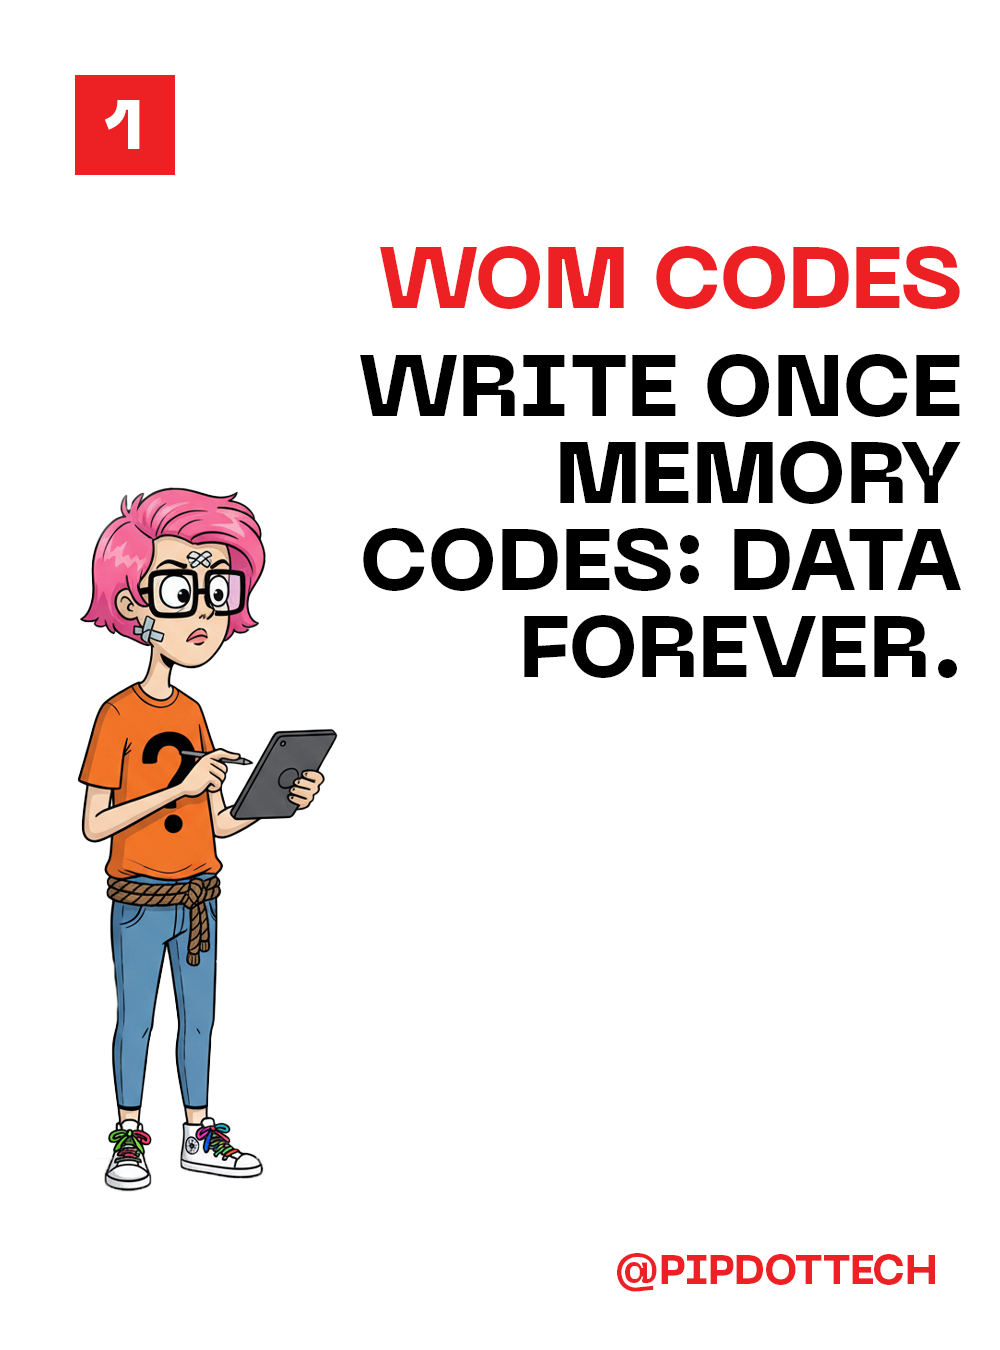 1
WOM CODES
WRITE ONCE
MEMORY
CODES: DATA
FOREVER.
?
@PIPDOTTECH